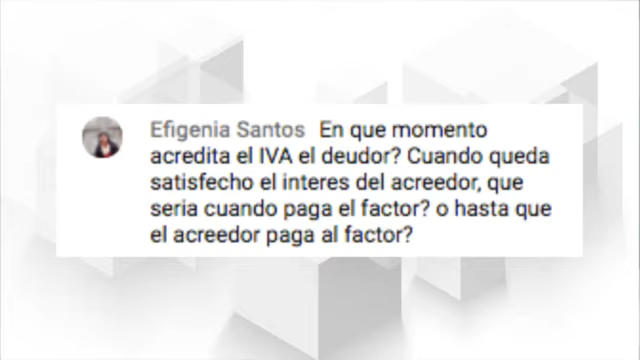 Efigenia Santos En que momento
acredita el IVA el deudor? Cuando queda
satisfecho el interes del acreedor, que
seria cuando paga el factor? o hasta que
el acreedor paga al factor?